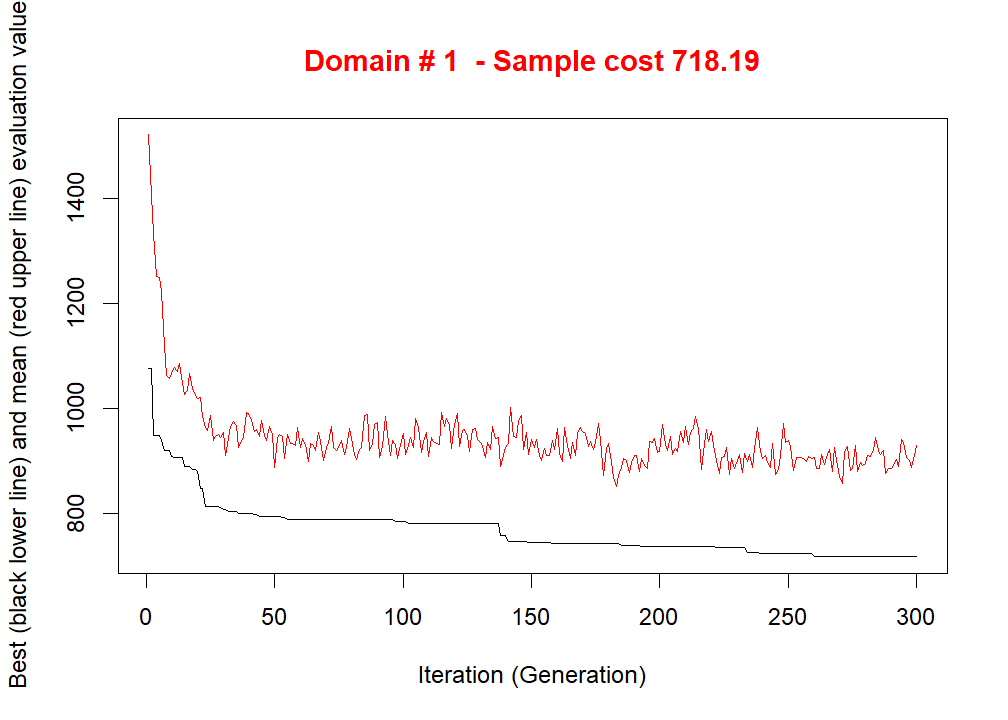 Domain # 1  - Sample cost 718.19
Best (black lower line) and mean (red upper line) evaluation value
1400
1200
1000
800
0 50 100 150 200 250 300
Iteration (Generation)